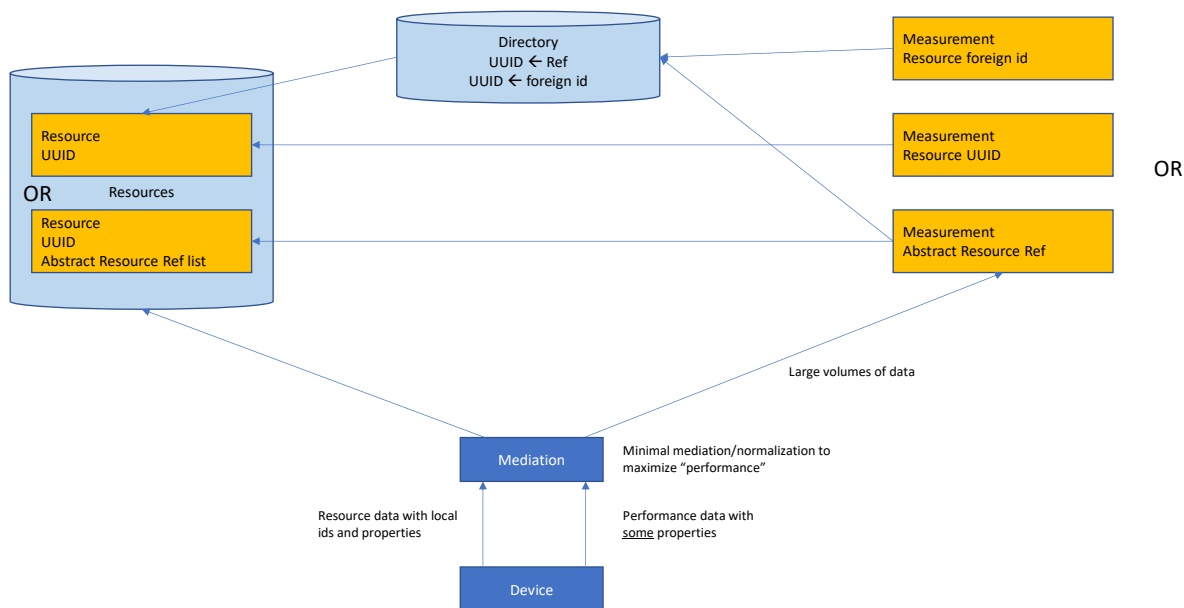 Directory
UUID ← Ref
UUID ← foreign id
Measurement
Resource foreign id
Resource
UUID
Measurement
Resource UUID
OR
OR
Resources
Resource
UUID
Abstract Resource Ref list
Measurement
Abstract Resource Ref
Large volumes of data
Mediation
Minimal mediation/normalization to
maximize “performance”
Resource data with local
ids and properties
Performance data with
some properties
Device